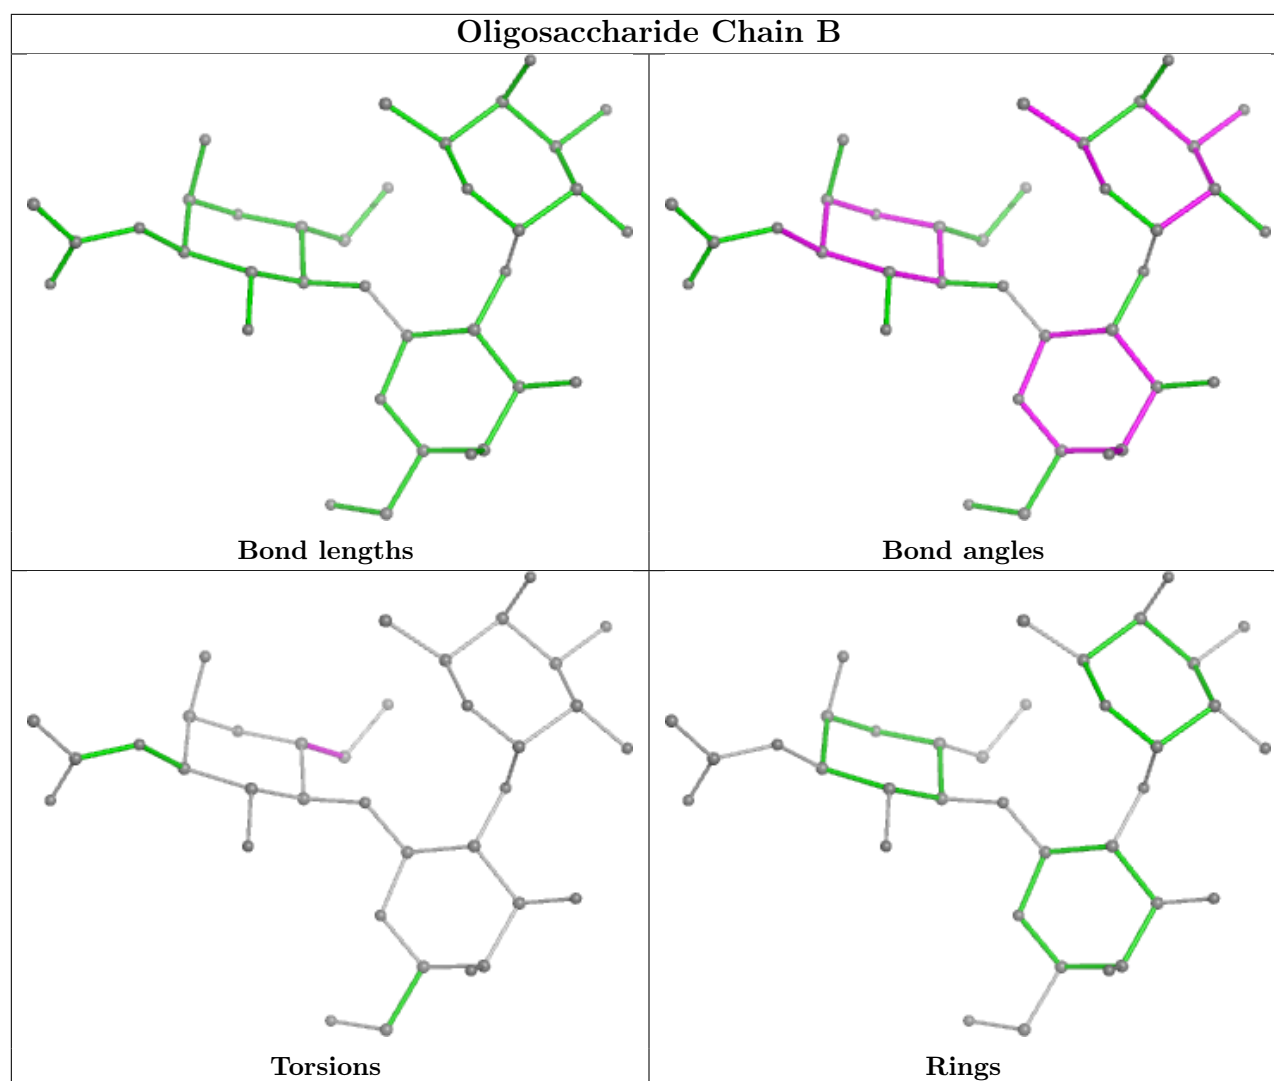 Oligosaccharide Chain B
Bond lengths
Bond angles
Torsions
Rings